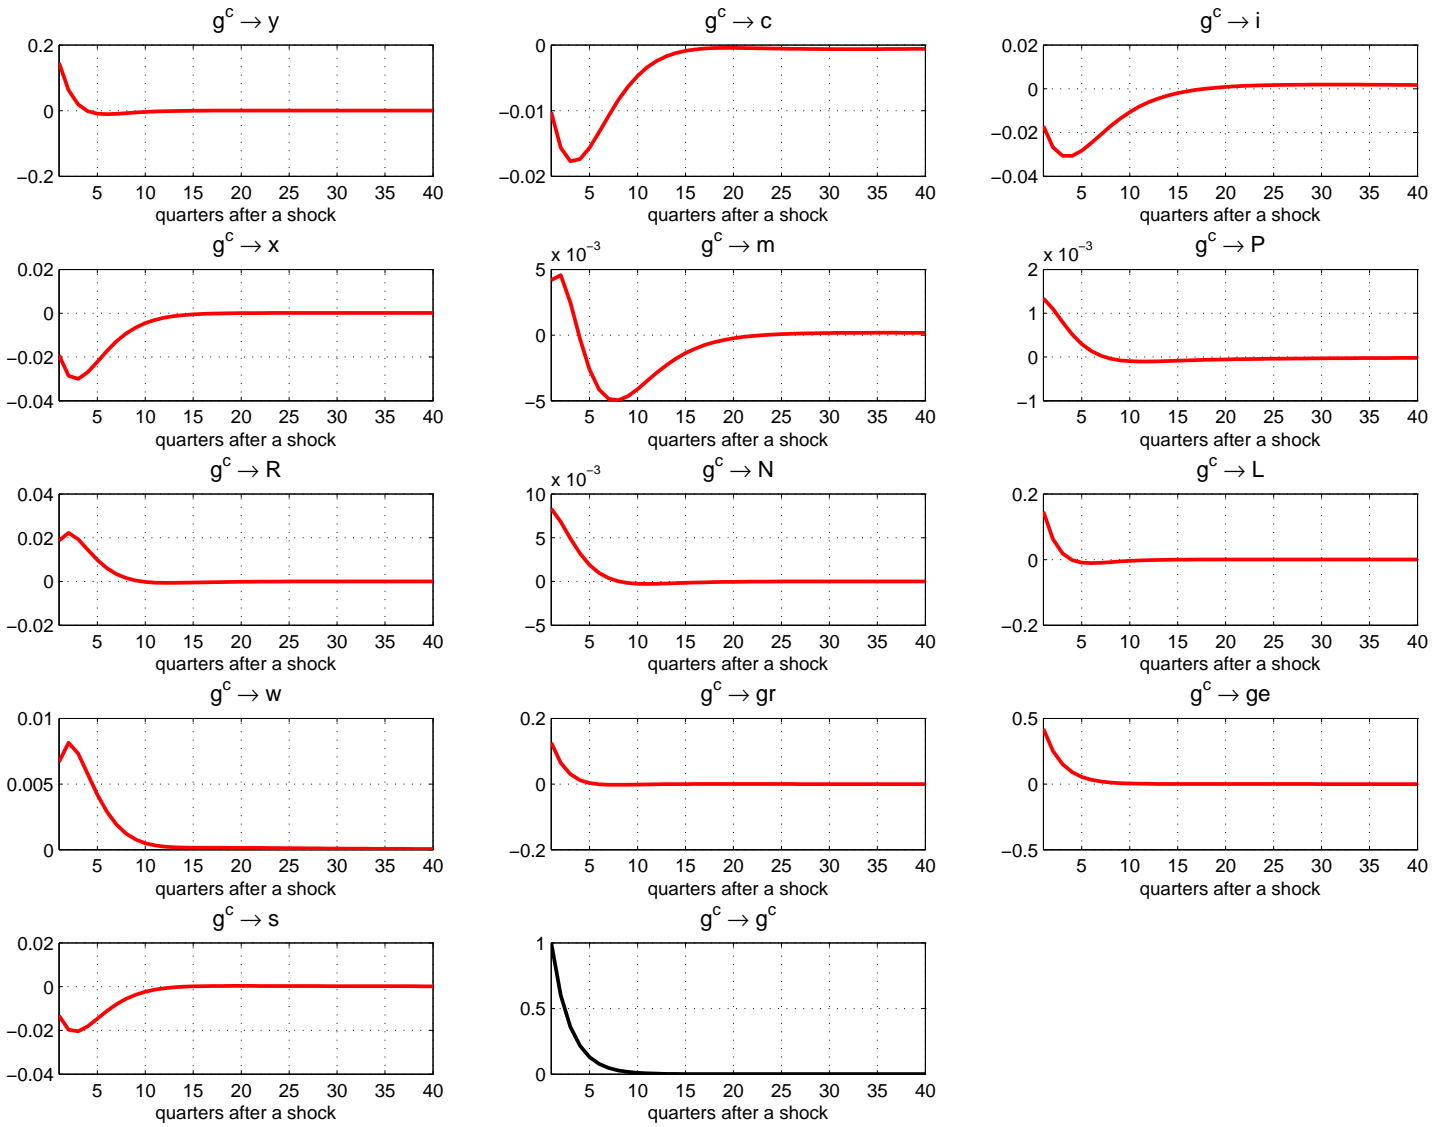 g^c → y g^c → c g^c → i
0.2 0 −0.2
0 −0.01 −0.02
0.02 0 −0.02 −0.04
5 10 15 20 25 30 35 40 5 10 15 20 25 30 35 40 5 10 15 20 25 30 35 40
quarters after a shock quarters after a shock quarters after a shock
g^c → x g^c → m g^c → P
x 10^−3 x 10^−3
0.02 0 −0.02 −0.04
5 0 −5
2 1 0 −1
5 10 15 20 25 30 35 40 5 10 15 20 25 30 35 40 5 10 15 20 25 30 35 40
quarters after a shock quarters after a shock quarters after a shock
g^c → R g^c → N g^c → L
x 10^−3
0.04 0.02 0 −0.02
10 5 0 −5
0.2 0 −0.2
5 10 15 20 25 30 35 40 5 10 15 20 25 30 35 40 5 10 15 20 25 30 35 40
quarters after a shock quarters after a shock quarters after a shock
g^c → w g^c → gr g^c → ge
0.01 0.005 0
0.2 0 −0.2
0.5 0 −0.5
5 10 15 20 25 30 35 40 5 10 15 20 25 30 35 40 5 10 15 20 25 30 35 40
quarters after a shock quarters after a shock quarters after a shock
g^c → s g^c → g^c
0.02 0 −0.02 −0.04
1 0.5 0
5 10 15 20 25 30 35 40 5 10 15 20 25 30 35 40
quarters after a shock quarters after a shock